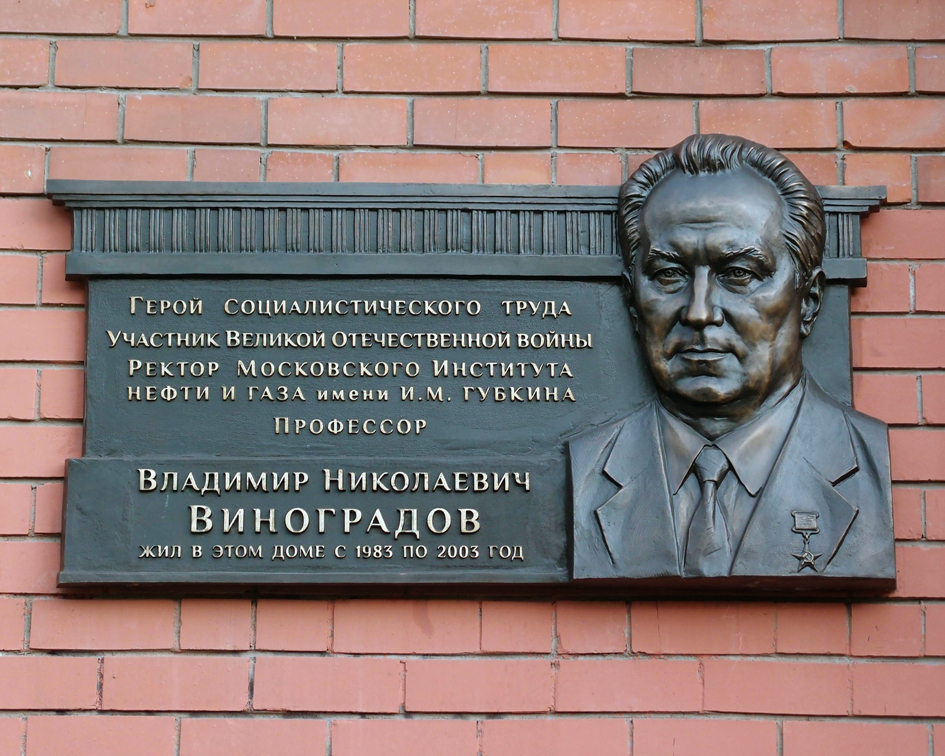 Герой социалистического труда
Участник Великой Отечественной войны
Ректор Московского Института
нефти и газа имени И.М. Губкина
Профессор
Владимир Николаевич
Виноградов
жил в этом доме с 1983 по 2003 год